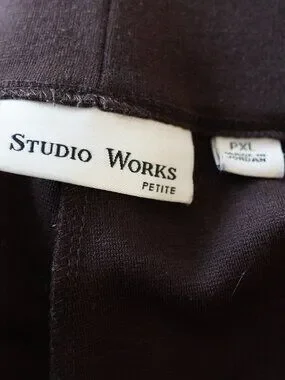 STUDIO WORKS
PETITE
PXL
MADE IN
JORDAN